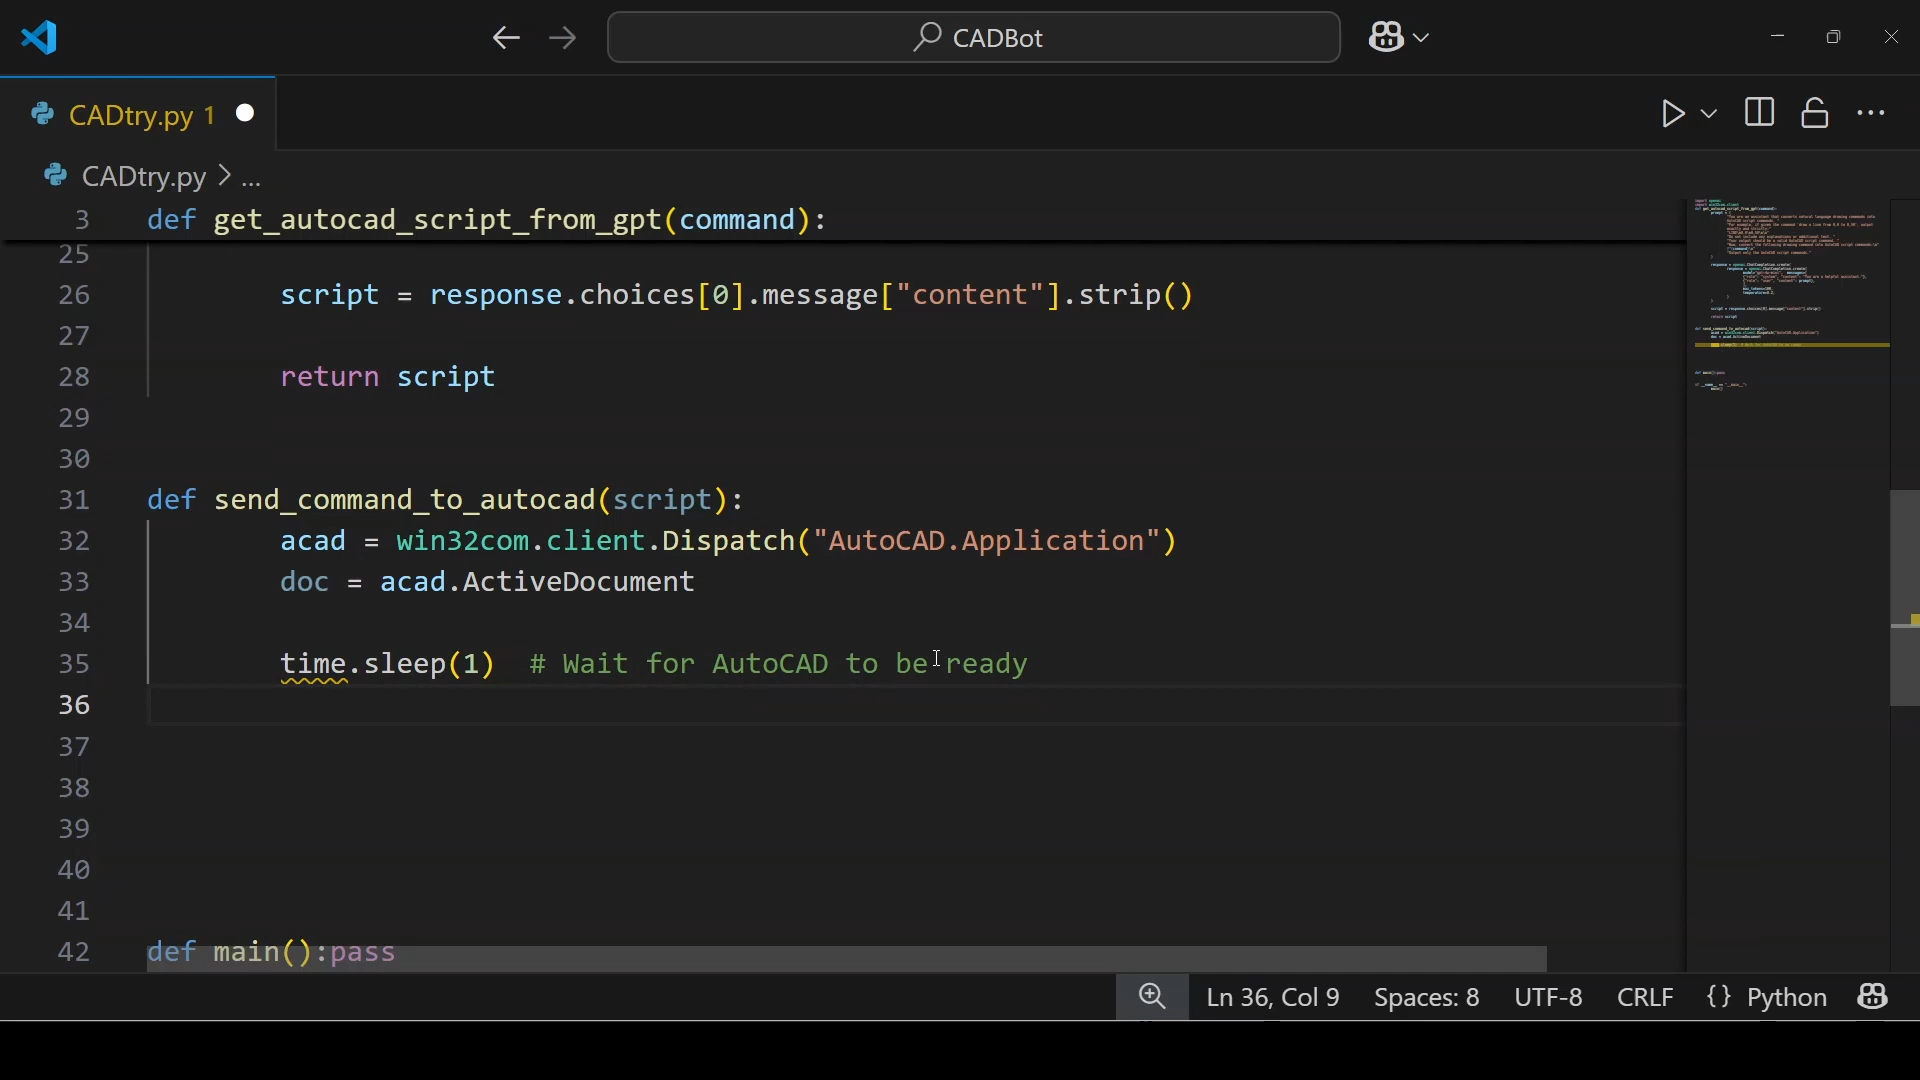 CADBot
CADtry.py 1
CADtry.py > ...
3 def get_autocad_script_from_gpt(command):
25
26 script = response.choices[0].message["content"].strip()
27
28 return script
29
30
31 def send_command_to_autocad(script):
32 acad = win32com.client.Dispatch("AutoCAD.Application")
33 doc = acad.ActiveDocument
34
35 time.sleep(1) # Wait for AutoCAD to be ready
36
37
38
39
40
41
42 def main():pass
Ln 36, Col 9 Spaces: 8 UTF-8 CRLF {} Python